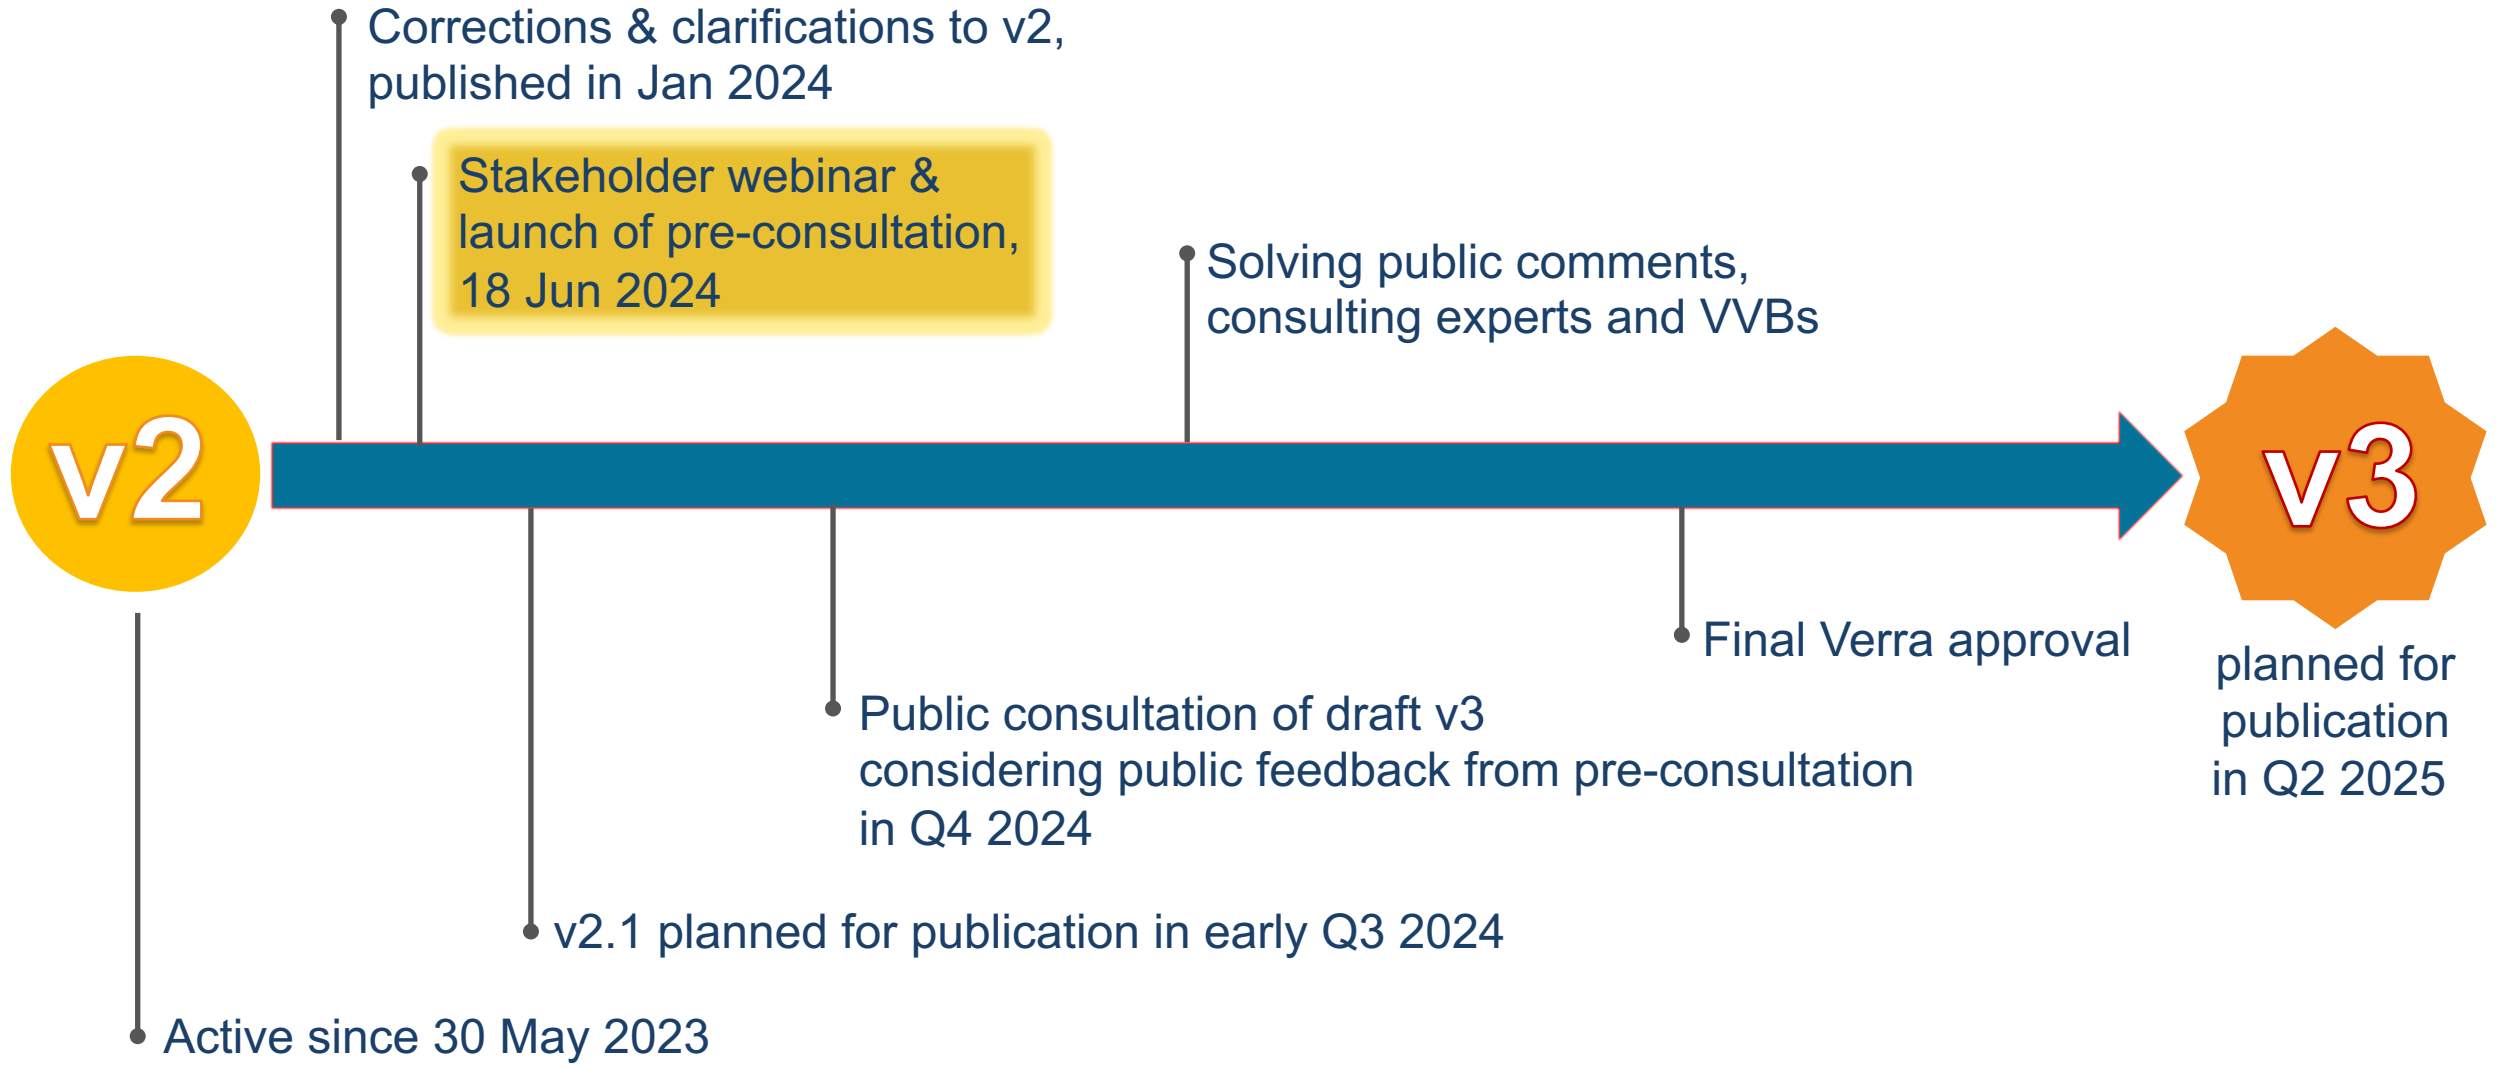 Corrections & clarifications to v2,
published in Jan 2024
Stakeholder webinar &
launch of pre-consultation,
18 Jun 2024
Solving public comments,
consulting experts and VVBs
v2
v3
Final Verra approval
planned for
publication
in Q2 2025
Public consultation of draft v3
considering public feedback from pre-consultation
in Q4 2024
v2.1 planned for publication in early Q3 2024
Active since 30 May 2023